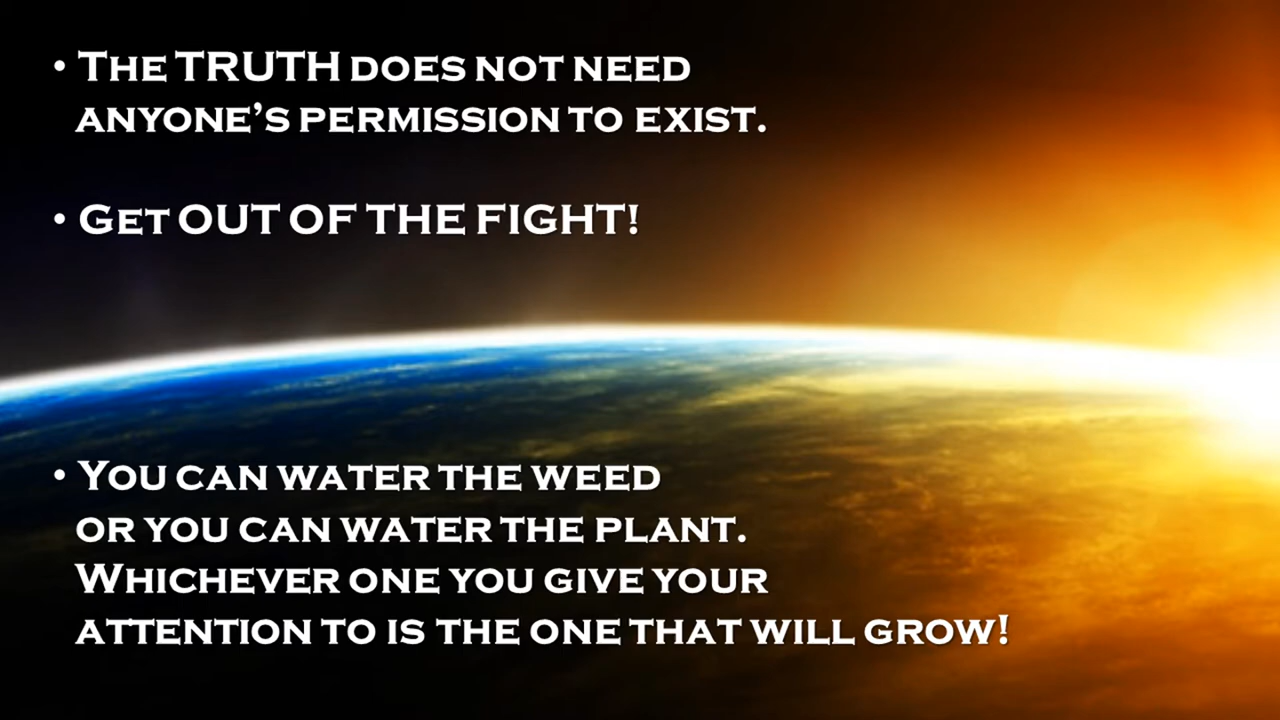 • The TRUTH does not need
anyone’s permission to exist.
• Get OUT OF THE FIGHT!
• You can water the weed
or you can water the plant.
Whichever one you give your
attention to is the one that will grow!